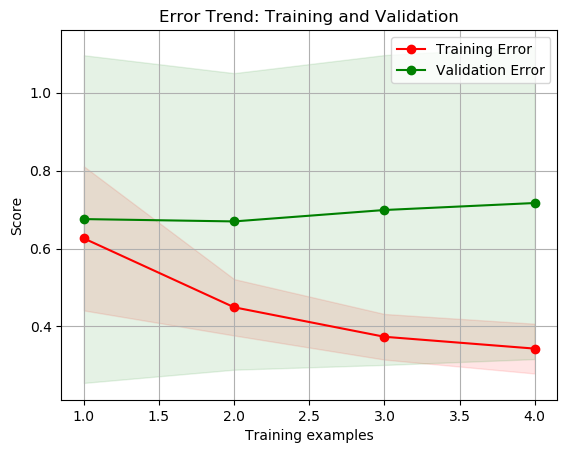 Error Trend: Training and Validation
Training Error
Validation Error
Score
1.0
0.8
0.6
0.4
1.0 1.5 2.0 2.5 3.0 3.5 4.0
Training examples